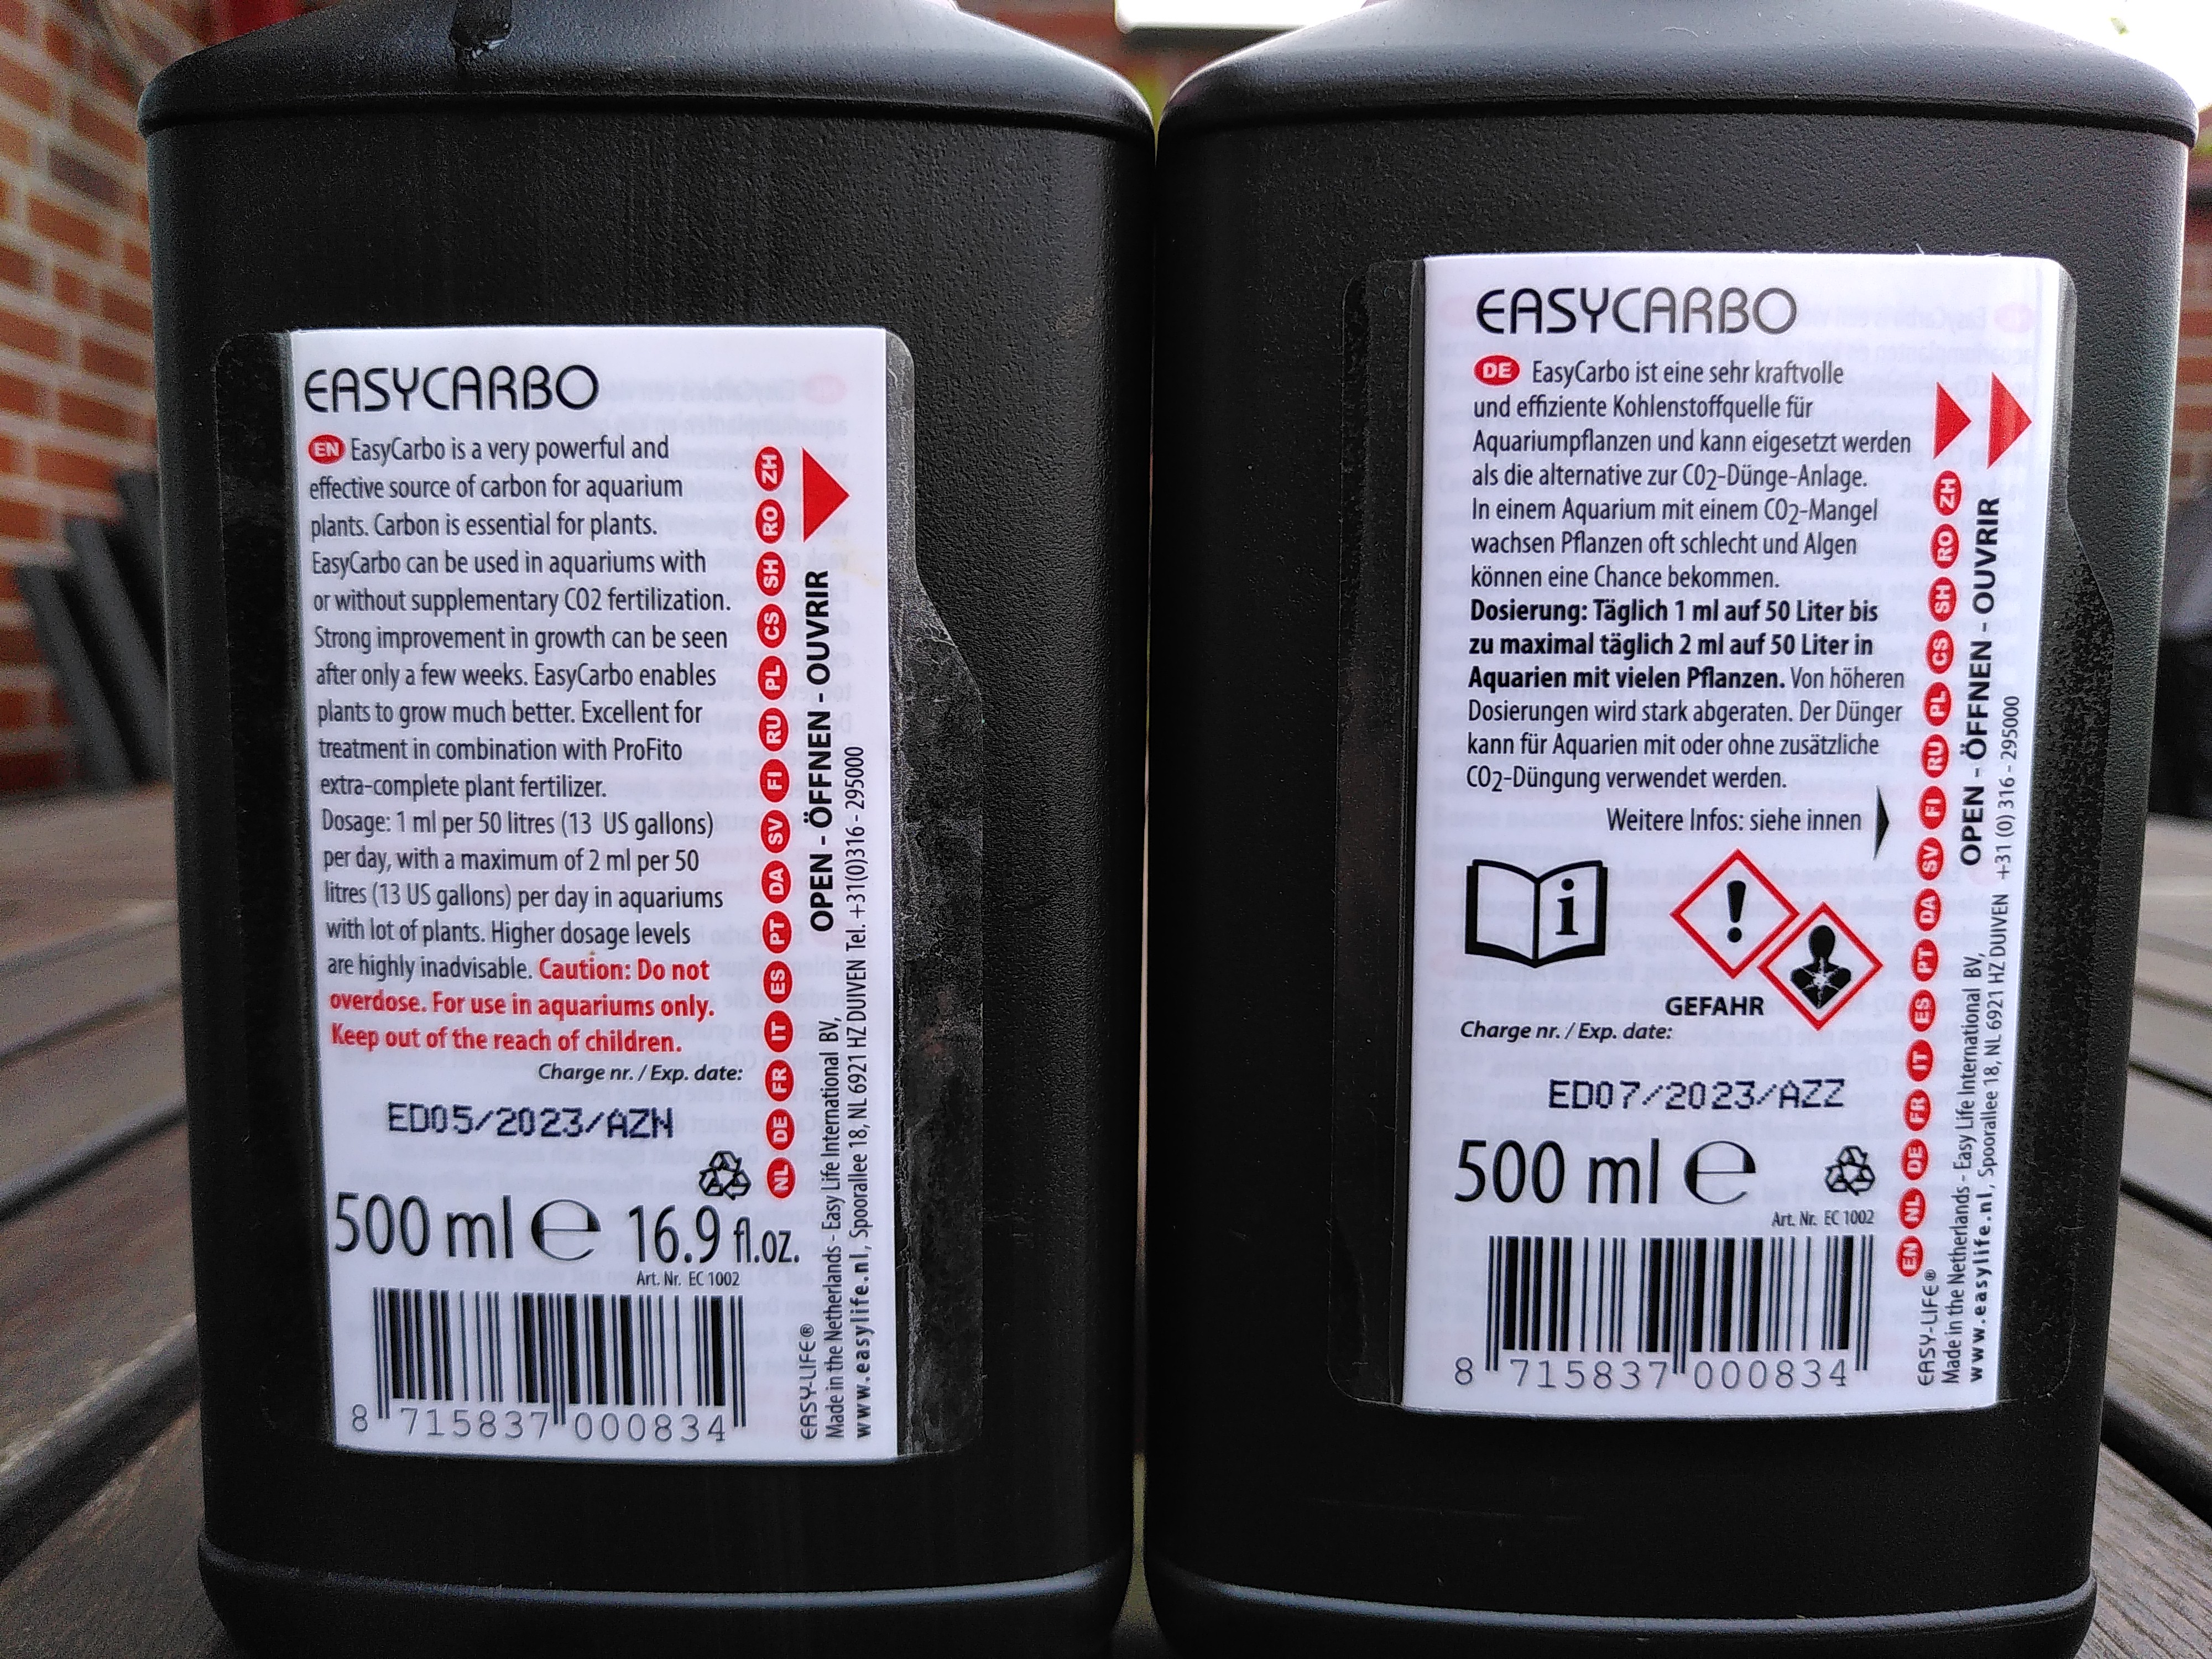 EASYCARBO
EN EasyCarbo is a very powerful and
effective source of carbon for aquarium
plants. Carbon is essential for plants.
EasyCarbo can be used in aquariums with
or without supplementary CO2 fertilization.
Strong improvement in growth can be seen
after only a few weeks. EasyCarbo enables
plants to grow much better. Excellent for
treatment in combination with ProFito
extra-complete plant fertilizer.
Dosage: 1 ml per 50 litres (13 US gallons)
per day, with a maximum of 2 ml per 50
litres (13 US gallons) per day in aquariums
with lot of plants. Higher dosage levels
are highly inadvisable. Caution: Do not
overdose. For use in aquariums only.
Keep out of the reach of children.
Charge nr. / Exp. date:
ED05/2023/AZN
500 ml e 16.9 fl.oz.
Art. Nr. EC 1002
8 715837 000834
NL DE FR IT ES PT DA SV FI RU PL CS SH RO ZH
OPEN - ÖFFNEN - OUVRIR
EASY-LIFE®
Made in the Netherlands - Easy Life International BV,
www.easylife.nl, Spoorallee 18, NL 6921 HZ DUIVEN Tel. +31(0)316 - 295000
EASYCARBO
DE EasyCarbo ist eine sehr kraftvolle
und effiziente Kohlenstoffquelle für
Aquariumpflanzen und kann eigesetzt werden
als die alternative zur CO2-Dünge-Anlage.
In einem Aquarium mit einem CO2-Mangel
wachsen Pflanzen oft schlecht und Algen
können eine Chance bekommen.
Dosierung: Täglich 1 ml auf 50 Liter bis
zu maximal täglich 2 ml auf 50 Liter in
Aquarien mit vielen Pflanzen. Von höheren
Dosierungen wird stark abgeraten. Der Dünger
kann für Aquarien mit oder ohne zusätzliche
CO2-Düngung verwendet werden.
Weitere Infos: siehe innen
i
!
GEFAHR
Charge nr. / Exp. date:
ED07/2023/AZZ
500 ml e
Art. Nr. EC 1002
8 715837 000834
EN NL DE FR IT ES PT DA SV FI RU PL CS SH RO ZH
OPEN - ÖFFNEN - OUVRIR
EASY-LIFE®
Made in the Netherlands - Easy Life International BV,
www.easylife.nl, Spoorallee 18, NL 6921 HZ DUIVEN +31 (0) 316 - 295000